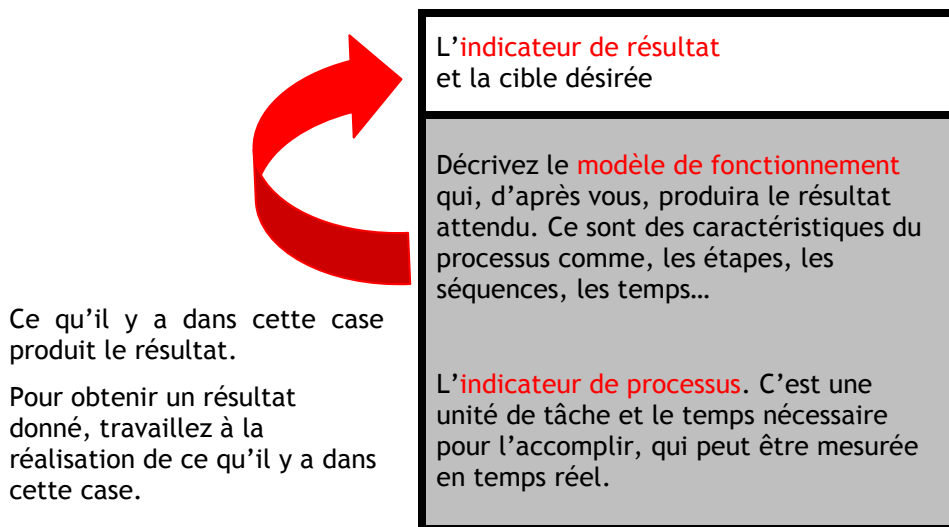 L’indicateur de résultat
et la cible désirée
Décrivez le modèle de fonctionnement
qui, d’après vous, produira le résultat
attendu. Ce sont des caractéristiques du
processus comme, les étapes, les
séquences, les temps…
Ce qu’il y a dans cette case
produit le résultat.
Pour obtenir un résultat
donné, travaillez à la
réalisation de ce qu’il y a dans
cette case.
L’indicateur de processus. C’est une
unité de tâche et le temps nécessaire
pour l’accomplir, qui peut être mesurée
en temps réel.